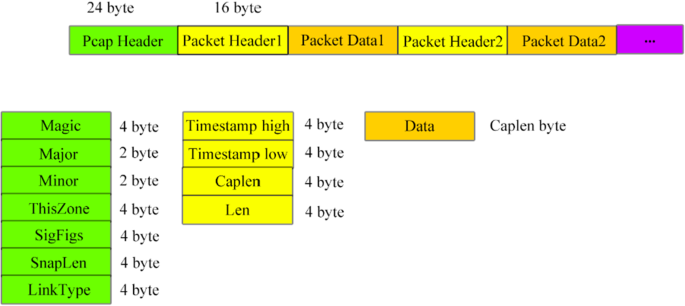 24 byte 16 byte
Pcap Header Packet Header1 Packet Data1 Packet Header2 Packet Data2 ...
Magic 4 byte Timestamp high 4 byte Data Caplen byte
Major 2 byte Timestamp low 4 byte
Minor 2 byte Caplen 4 byte
ThisZone 4 byte Len 4 byte
SigFigs 4 byte
SnapLen 4 byte
LinkType 4 byte